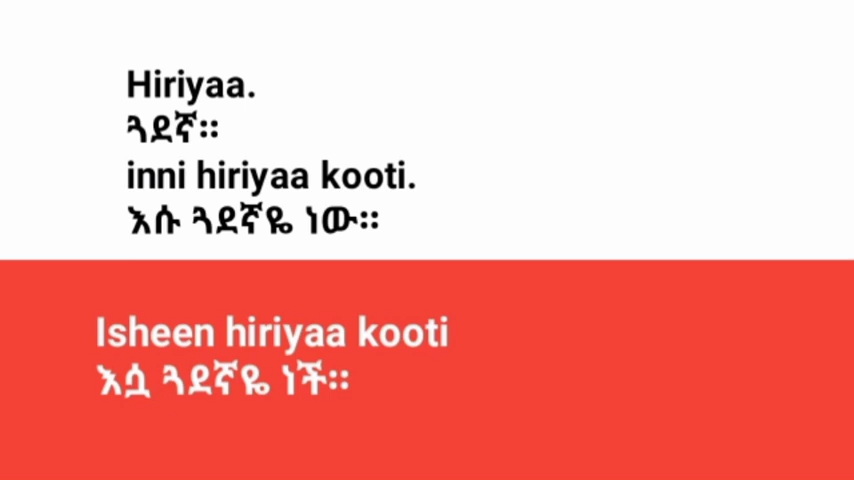 Hiriyaa.
ጓደኛ።
inni hiriyaa kooti.
እሱ ጓደኛዬ ነው።
Isheen hiriyaa kooti
እሷ ጓደኛዬ ነች።